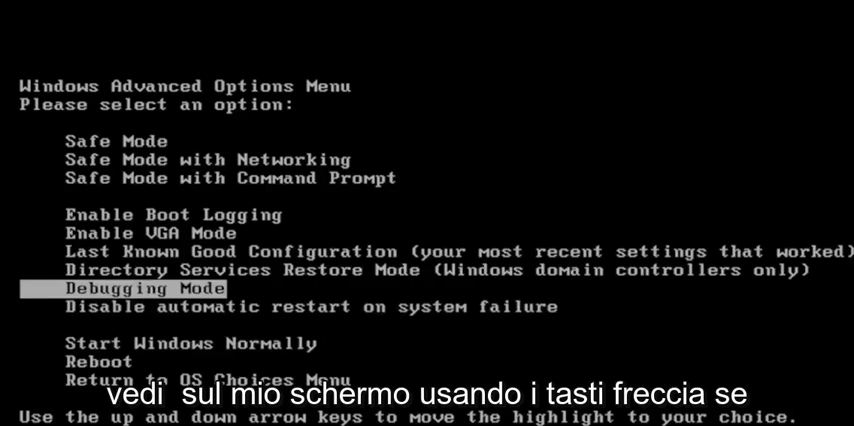 Windows Advanced Options Menu
Please select an option:
Safe Mode
Safe Mode with Networking
Safe Mode with Command Prompt
Enable Boot Logging
Enable VGA Mode
Last Known Good Configuration (your most recent settings that worked)
Directory Services Restore Mode (Windows domain controllers only)
Debugging Mode
Disable automatic restart on system failure
Start Windows Normally
Reboot
Return to OS Choices Menu
vedi sul mio schermo usando i tasti freccia se
Use the up and down arrow keys to move the highlight to your choice.